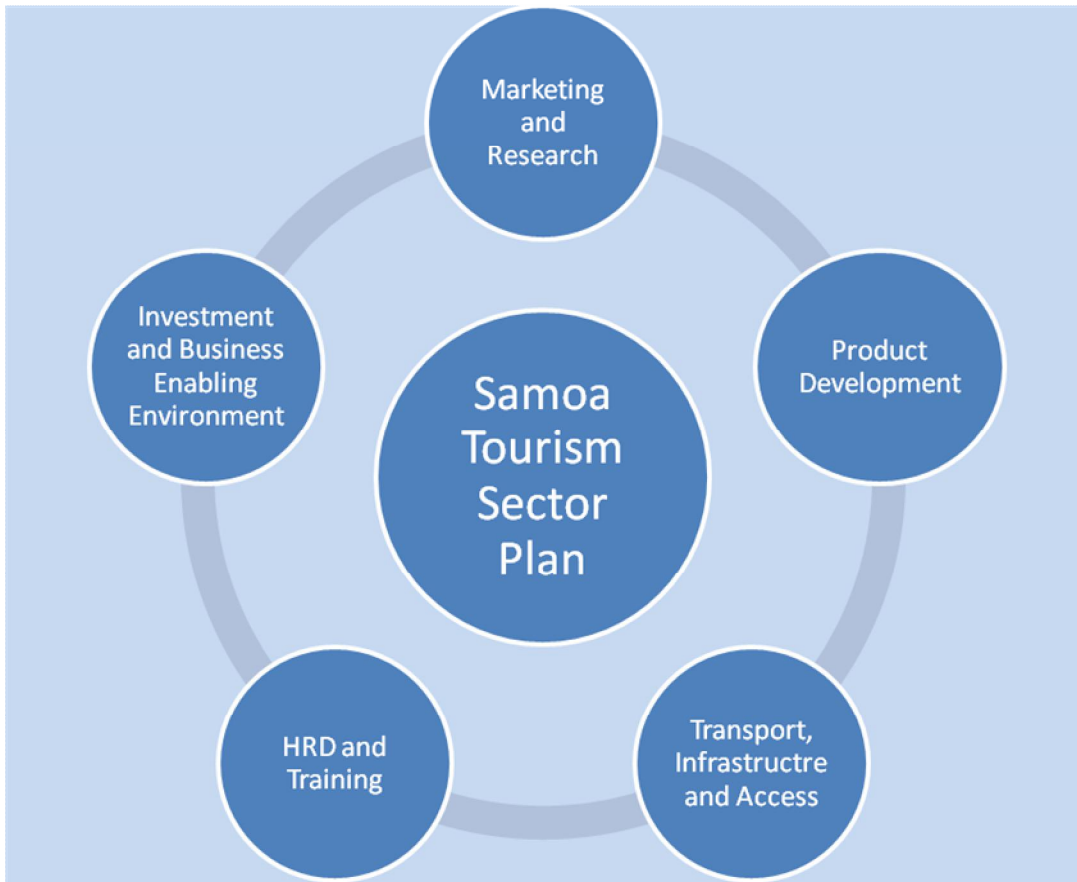 Marketing
and
Research
Investment
and Business
Enabling
Environment
Product
Development
Samoa
Tourism
Sector
Plan
HRD and
Training
Transport,
Infrastructre
and Access